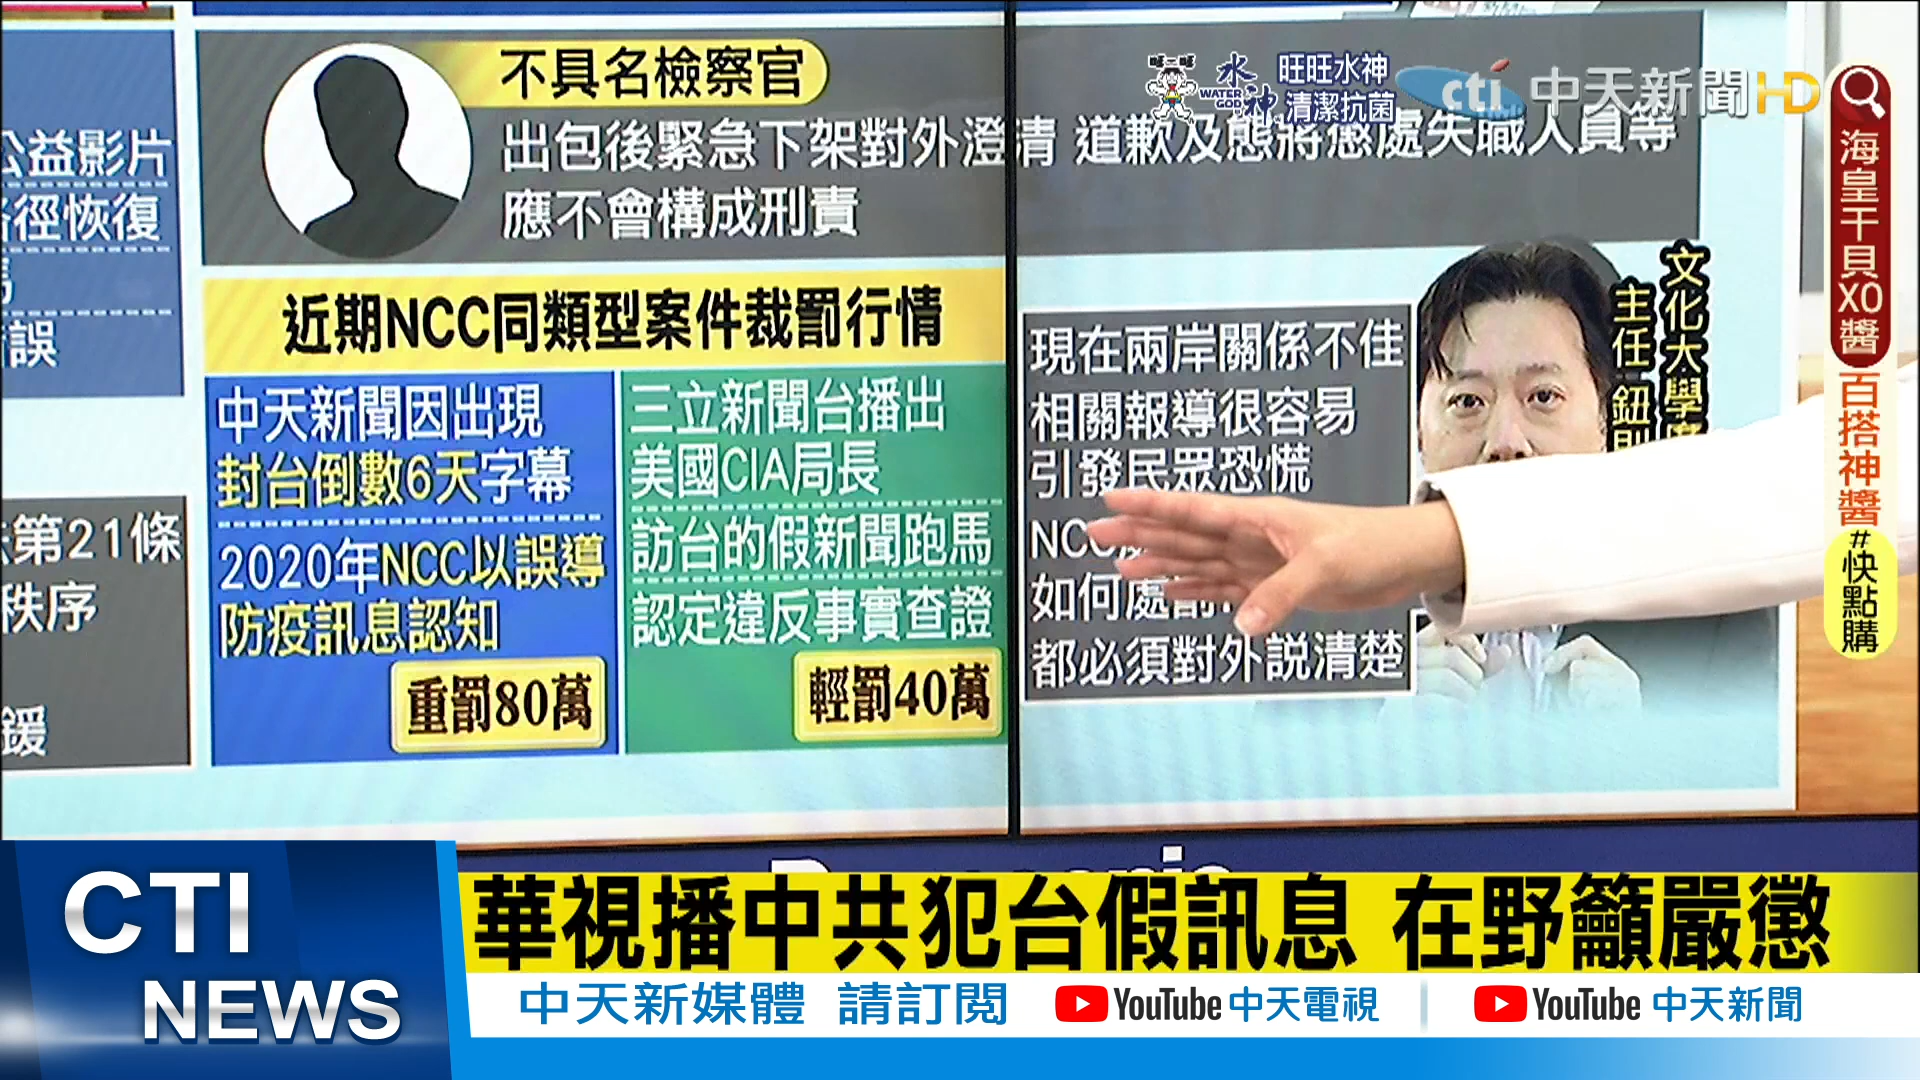 公益影片
徑恢復
誤
第21條
秩序
鍰
不具名檢察官
出包後緊急下架對外澄清 道歉及態將懲處失職人員等
應不會構成刑責
近期NCC同類型案件裁罰行情
中天新聞因出現
封台倒數6天字幕
2020年NCC以誤導
防疫訊息認知
重罰80萬
三立新聞台播出
美國CIA局長
訪台的假新聞跑馬
認定違反事實查證
輕罰40萬
現在兩岸關係不佳
相關報導很容易
引發民眾恐慌
NCC
如何處
都必須對外説清楚
文化大學
主任 鈕
旺旺水神
清潔抗菌
水神
WATER
GOD
cti 中天新聞HD
海皇干貝XO醬
百搭神醬
#快點購
華視播中共犯台假訊息 在野籲嚴懲
CTI
NEWS
中天新媒體 請訂閱 YouTube 中天電視 | YouTube 中天新聞